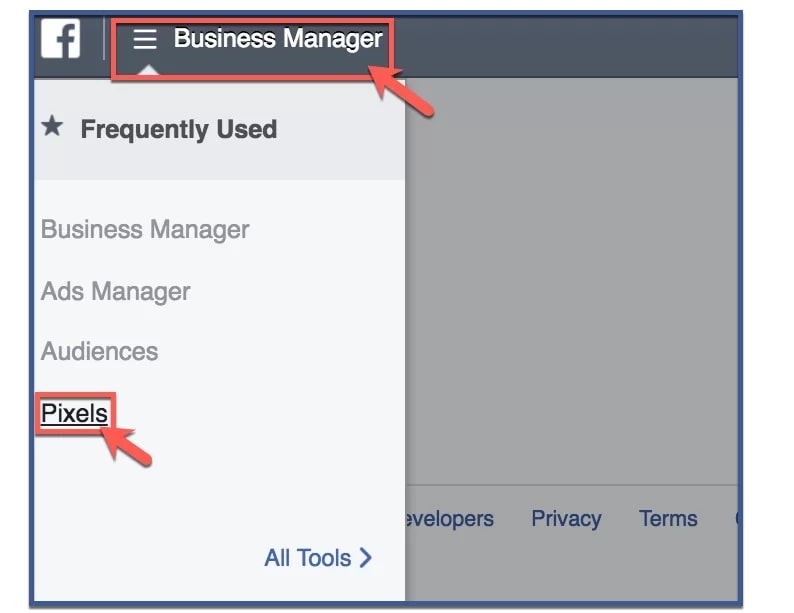 Business Manager
Frequently Used
Business Manager
Ads Manager
Audiences
Pixels
evelopers Privacy Terms
All Tools